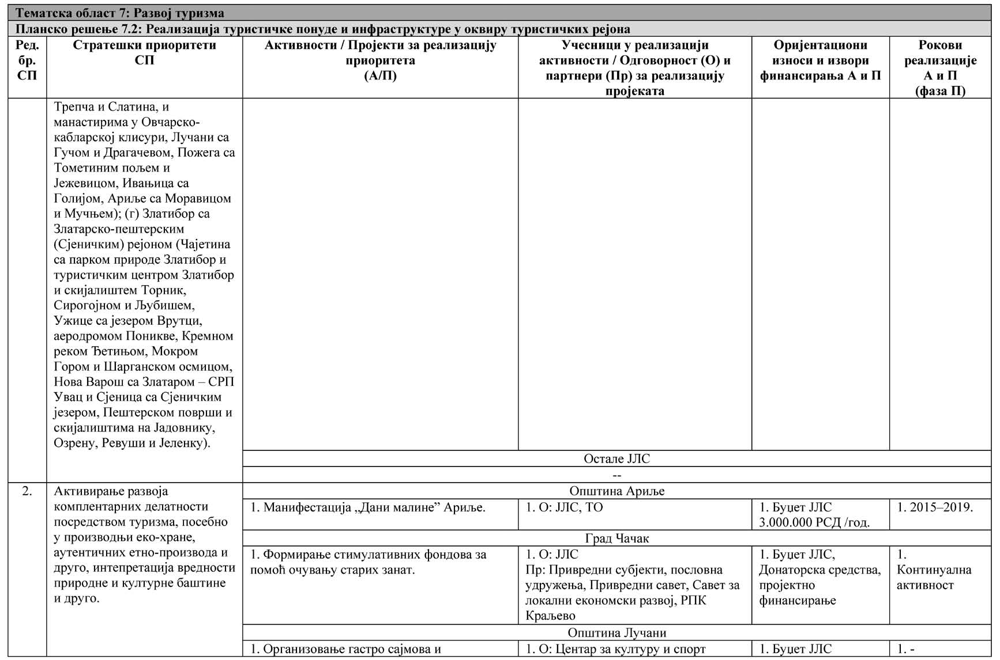 Тематска област 7: Развој туризма
Планско решење 7.2: Реализација туристичке понуде и инфраструктуре у оквиру туристичких рејона
Ред.
бр.
СП
Стратешки приоритети
СП
Активности / Пројекти за реализацију
приоритета
(А/П)
Учесници у реализацији
активности / Одговорност (О) и
партнери (Пр) за реализацију
пројеката
Оријентациони
износи и извори
финансирања А и П
Рокови
реализације
А и П
(фаза П)
Трепча и Слатина, и
манастирима у Овчарско-
кабларској клисури, Лучани са
Гучом и Драгачевом, Пожега са
Тометиним пољем и
Јежевицом, Ивањица са
Голијом, Ариље са Моравицом
и Мучњем); (г) Златибор са
Златарско-пештерским
(Сјеничким) рејоном (Чајетина
са парком природе Златибор и
туристичким центром Златибор
и скијалиштем Торник,
Сирогојном и Љубишем,
Ужице са језером Врутци,
аеродромом Поникве, Кремном
реком Ђетињом, Мокром
Гором и Шарганском осмицом,
Нова Варош са Златаром – СРП
Увац и Сјеница са Сјеничким
језером, Пештерском површи и
скијалиштима на Јадовнику,
Озрену, Ревуши и Јеленку).
Остале ЈЛС
--
2.
Активирање развоја
комплентарних делатности
посредством туризма, посебно
у производњи еко-хране,
аутентичних етно-производа и
друго, интепретација вредности
природне и културне баштине
и друго.
Општина Ариље
1. Манифестација „Дани малине” Ариље.
1. О: ЈЛС, ТО
1. Буџет ЈЛС
3.000.000 РСД /год.
1. 2015–2019.
Град Чачак
1. Формирање стимулативних фондова за
помоћ очувању старих занат.
1. О: ЈЛС
Пр: Привредни субјекти, пословна
удружења, Привредни савет, Савет за
локални економски развој, РПК
Краљево
1. Буџет ЈЛС,
Донаторска средства,
пројектно
финансирање
1.
Континуална
активност
Општина Лучани
1. Организовање гастро сајмова и
1. О: Центар за културу и спорт
1. Буџет ЈЛС
1. -